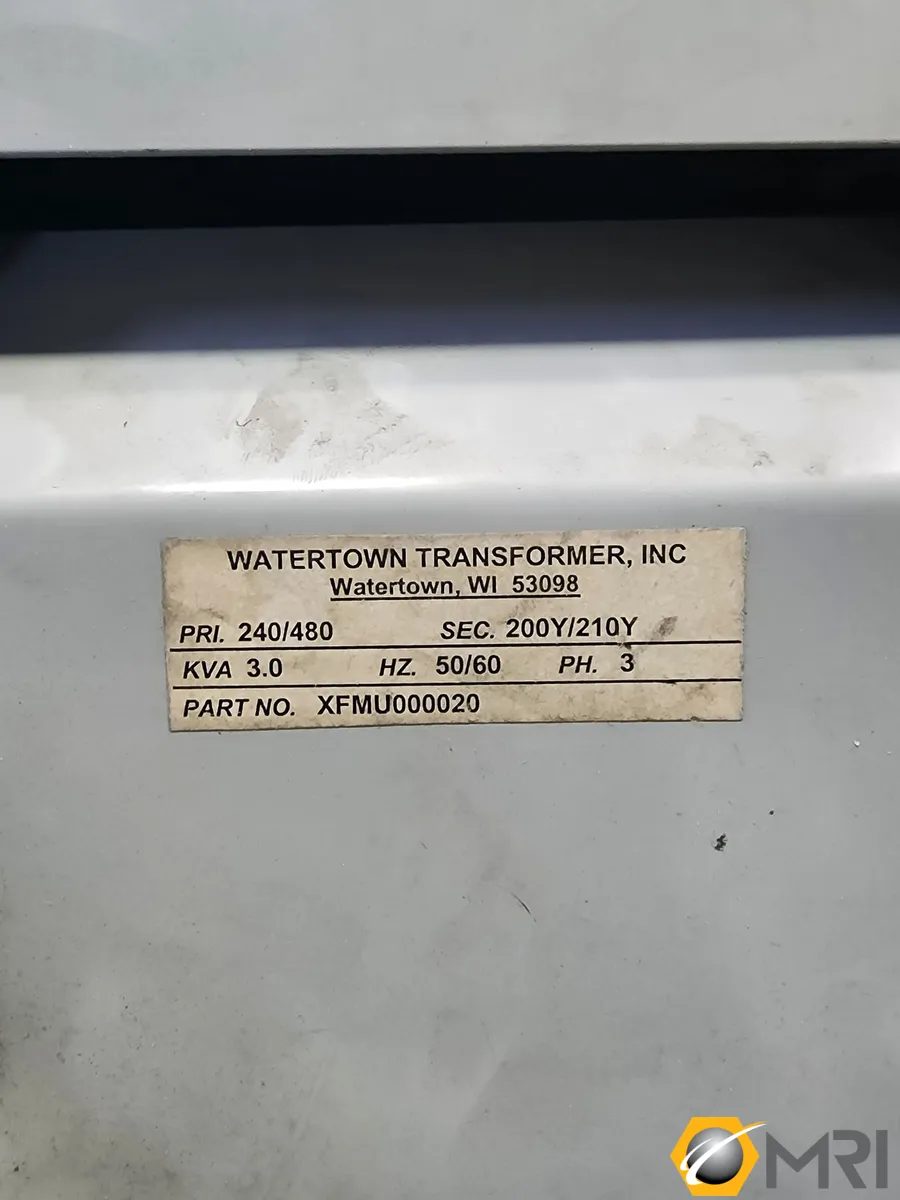 WATERTOWN TRANSFORMER, INC
Watertown, WI 53098
PRI. 240/480 SEC. 200Y/210Y
KVA 3.0 HZ. 50/60 PH. 3
PART NO. XFMU000020
MRI